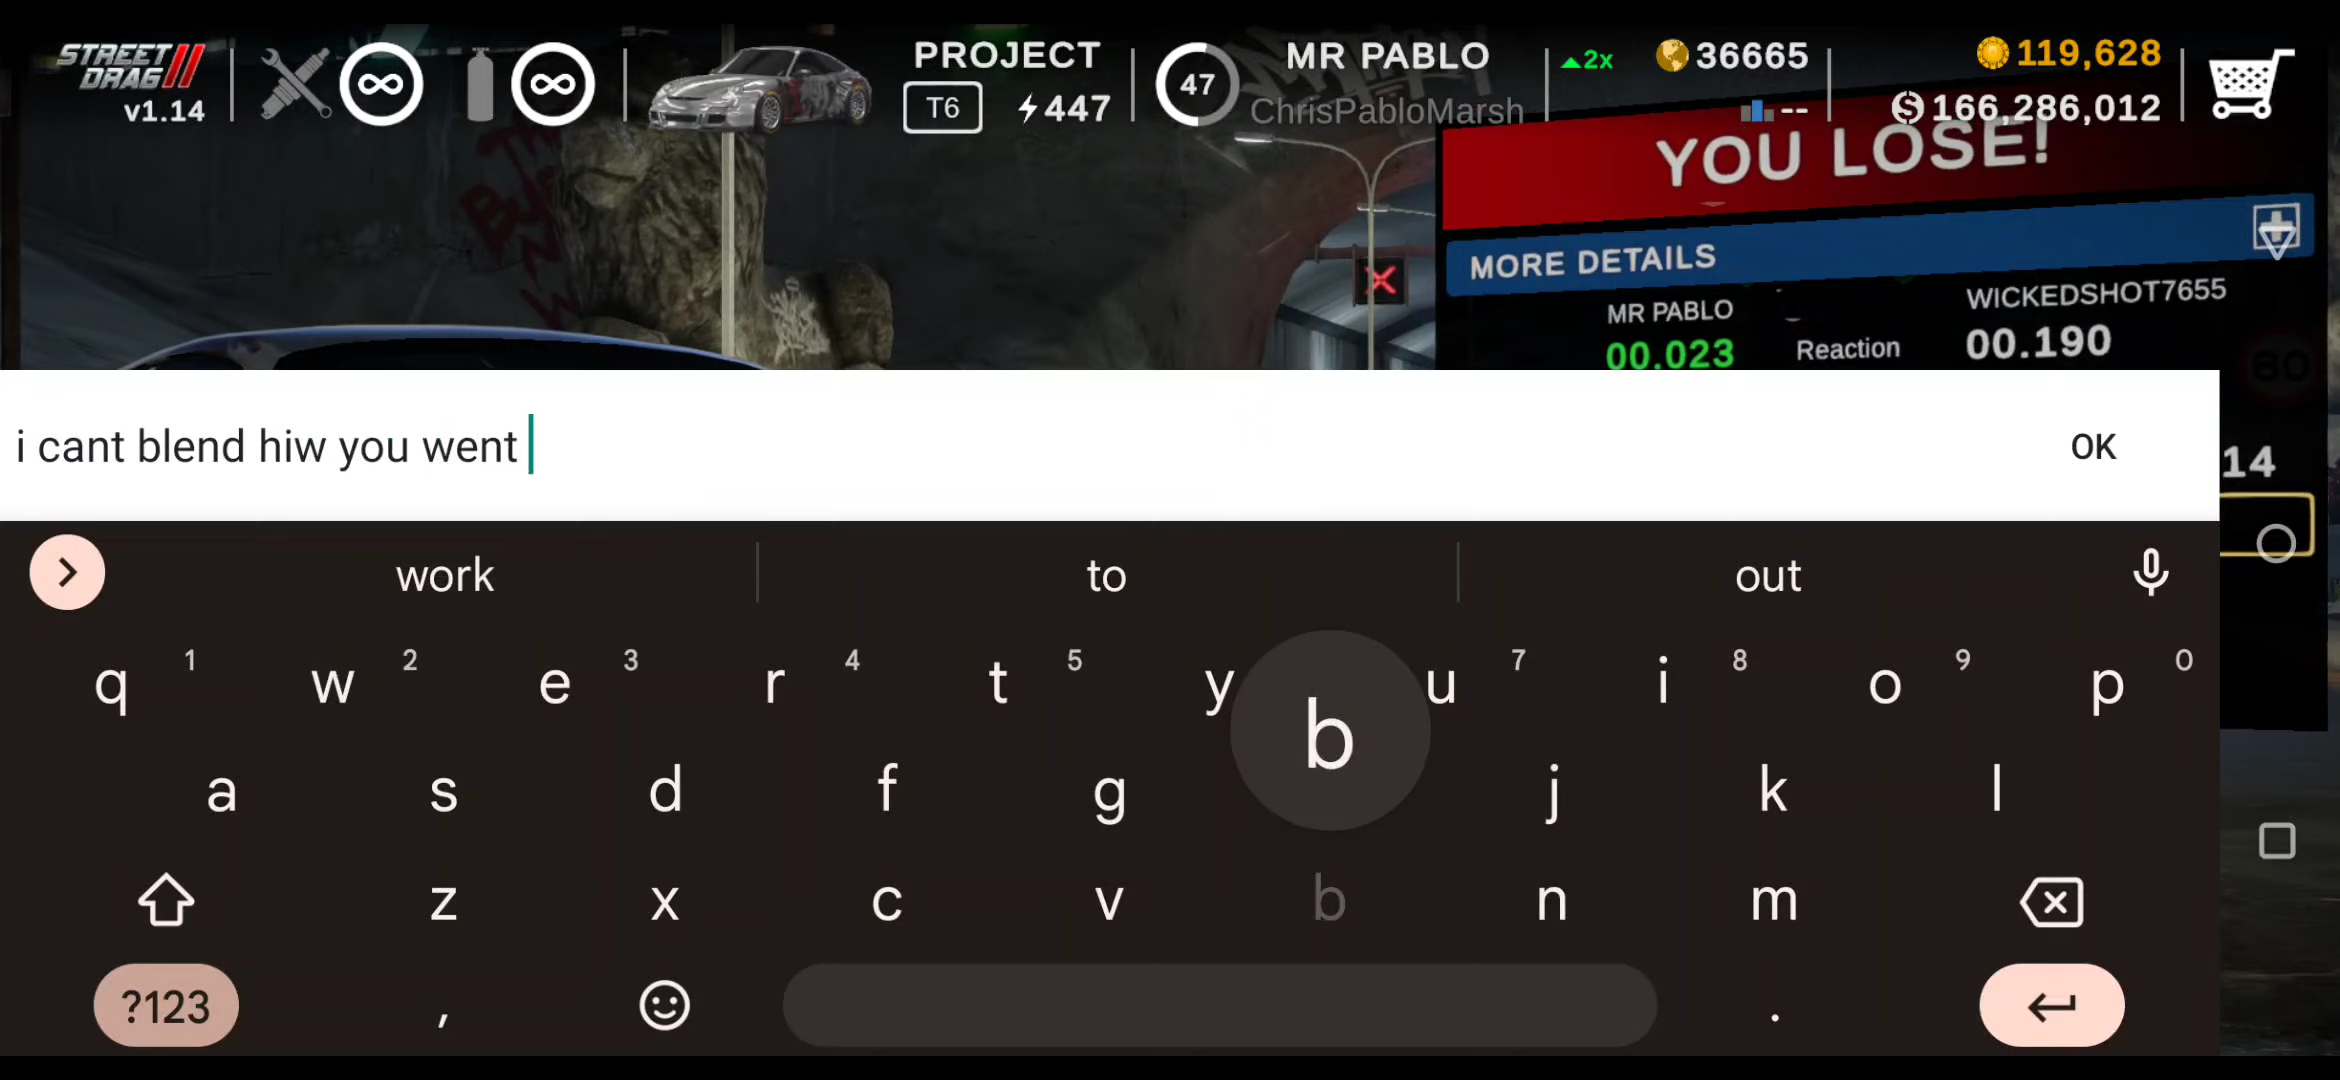 STREET
DRAG
v1.14
∞
∞
PROJECT
T6
447
47
MR PABLO
ChrisPabloMarsh
2x
36665
--
119,628
166,286,012
YOU LOSE!
MORE DETAILS
MR PABLO
WICKEDSHOT7655
00.023
Reaction
00.190
80
i cant blend hiw you went
OK
14
work
to
out
q 1 w 2 e 3 r 4 t 5 y u 7 i 8 o 9 p 0
b
a s d f g j k l
z x c v b n m
?123
,
.